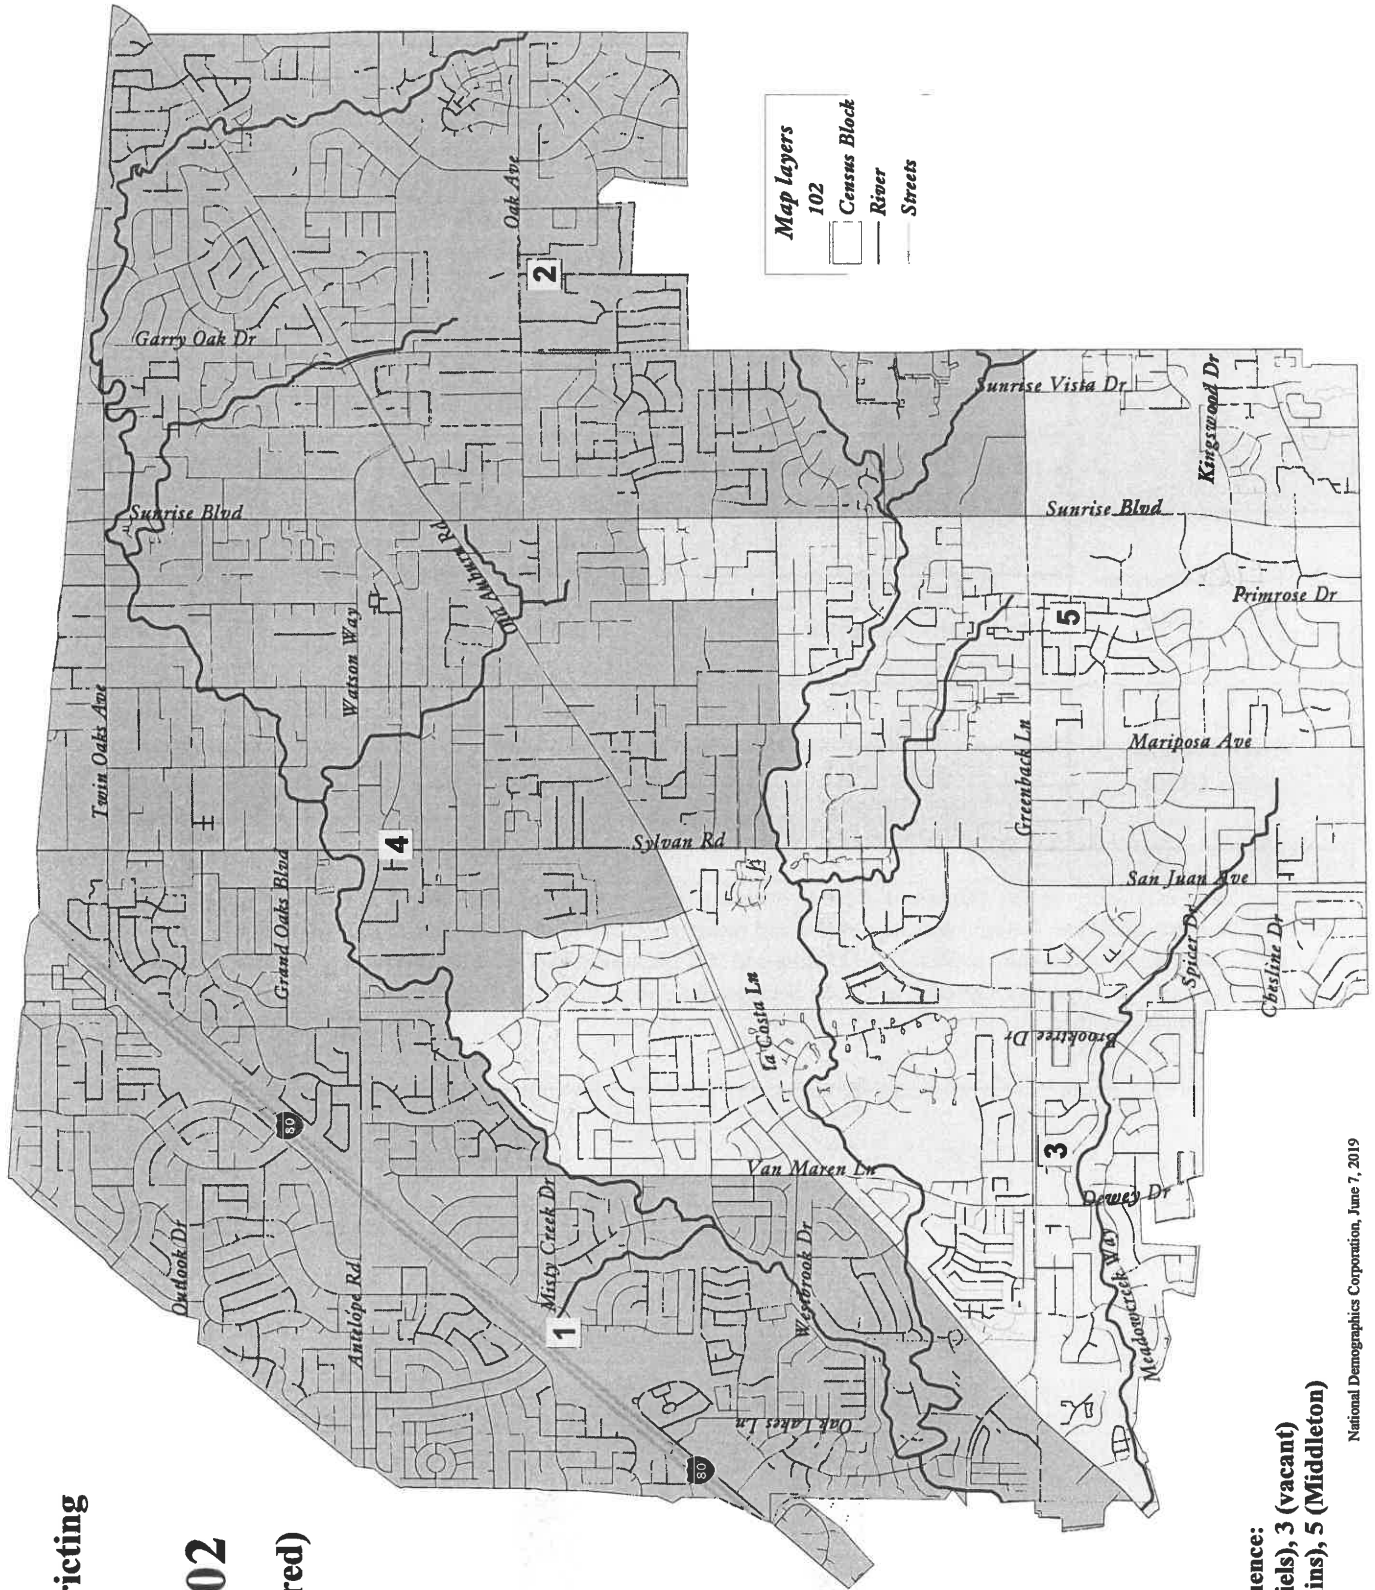 ricting
02
red)
Map layers
102
Census Block
River
Streets
Twin Oaks Ave
Sunrise Blvd
Garry Oak Dr
Oak Ave
2
Old Auburn Rd
Watson Way
4
Grand Oaks Blvd
Sylvan Rd
Sunrise Vista Dr
Kingswood Dr
Sunrise Blvd
Primrose Dr
5
Mariposa Ave
Greenback Ln
San Juan Ave
Spicer Dr
Chesline Dr
Brooktree Dr
la Costa Ln
80
3
Van Maren Ln
Dewey Dr
Meadowcreek Way
Misty Creek Dr
Westbrook Dr
Outlook Dr
Antelope Rd
1
Oak Lakes Ln
80
uence:
iels), 3 (vacant)
ins), 5 (Middleton)
National Demographics Corporation, June 7, 2019